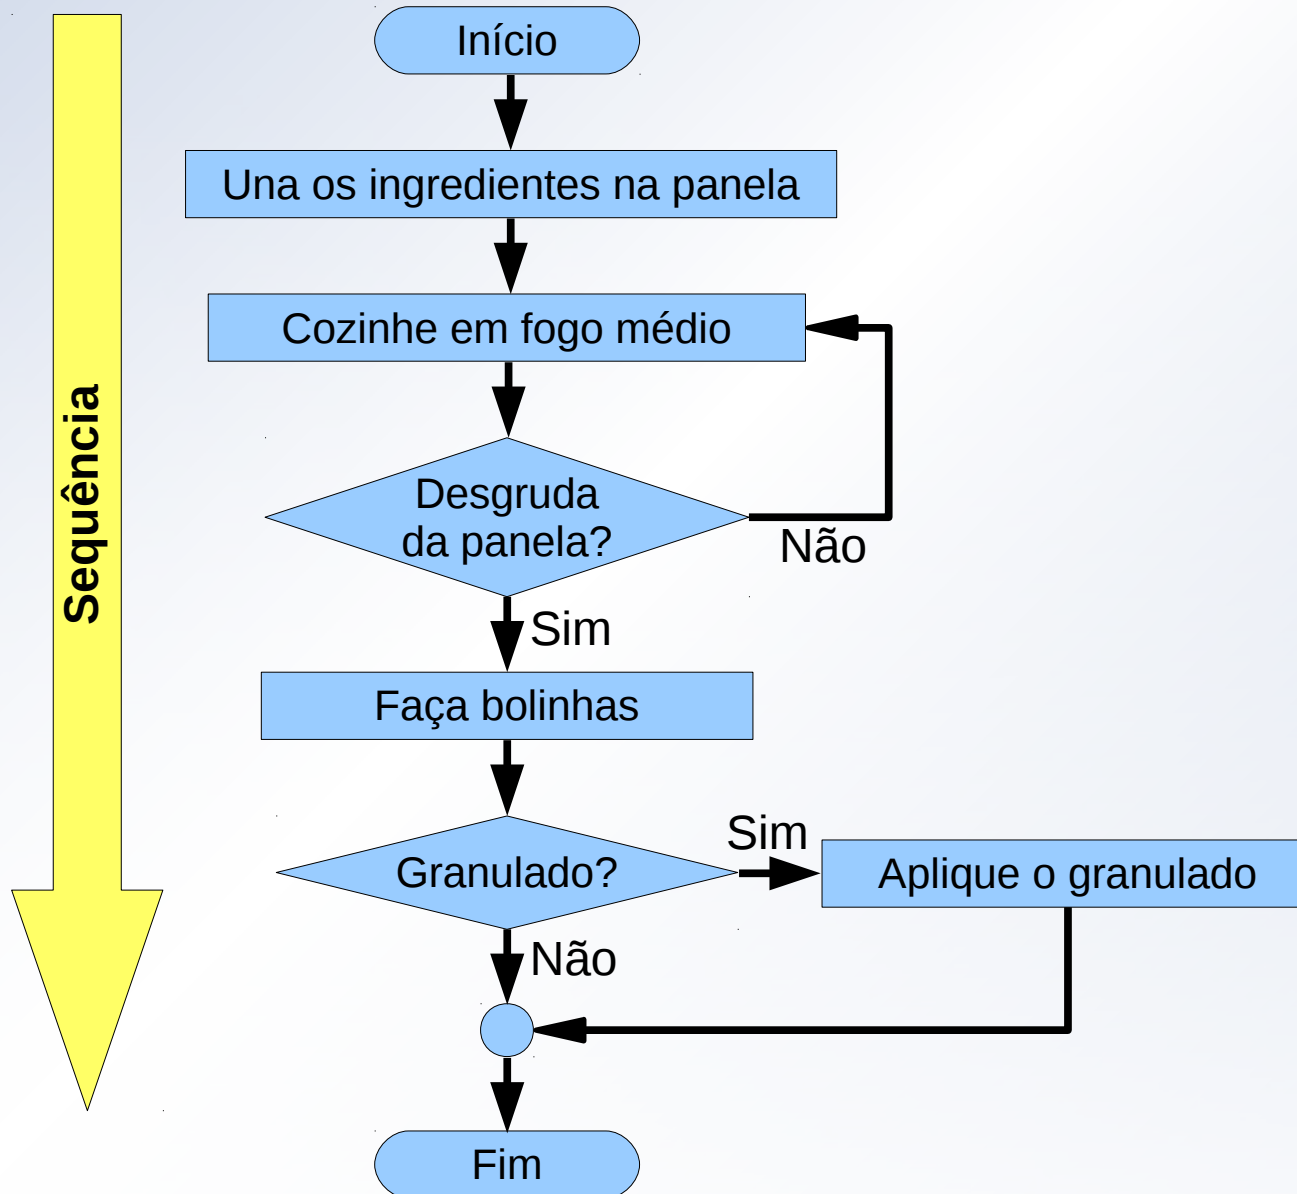 Início
Una os ingredientes na panela
Cozinhe em fogo médio
Sequência
Desgruda
da panela?
Não
Sim
Faça bolinhas
Granulado?
Sim
Aplique o granulado
Não
Fim